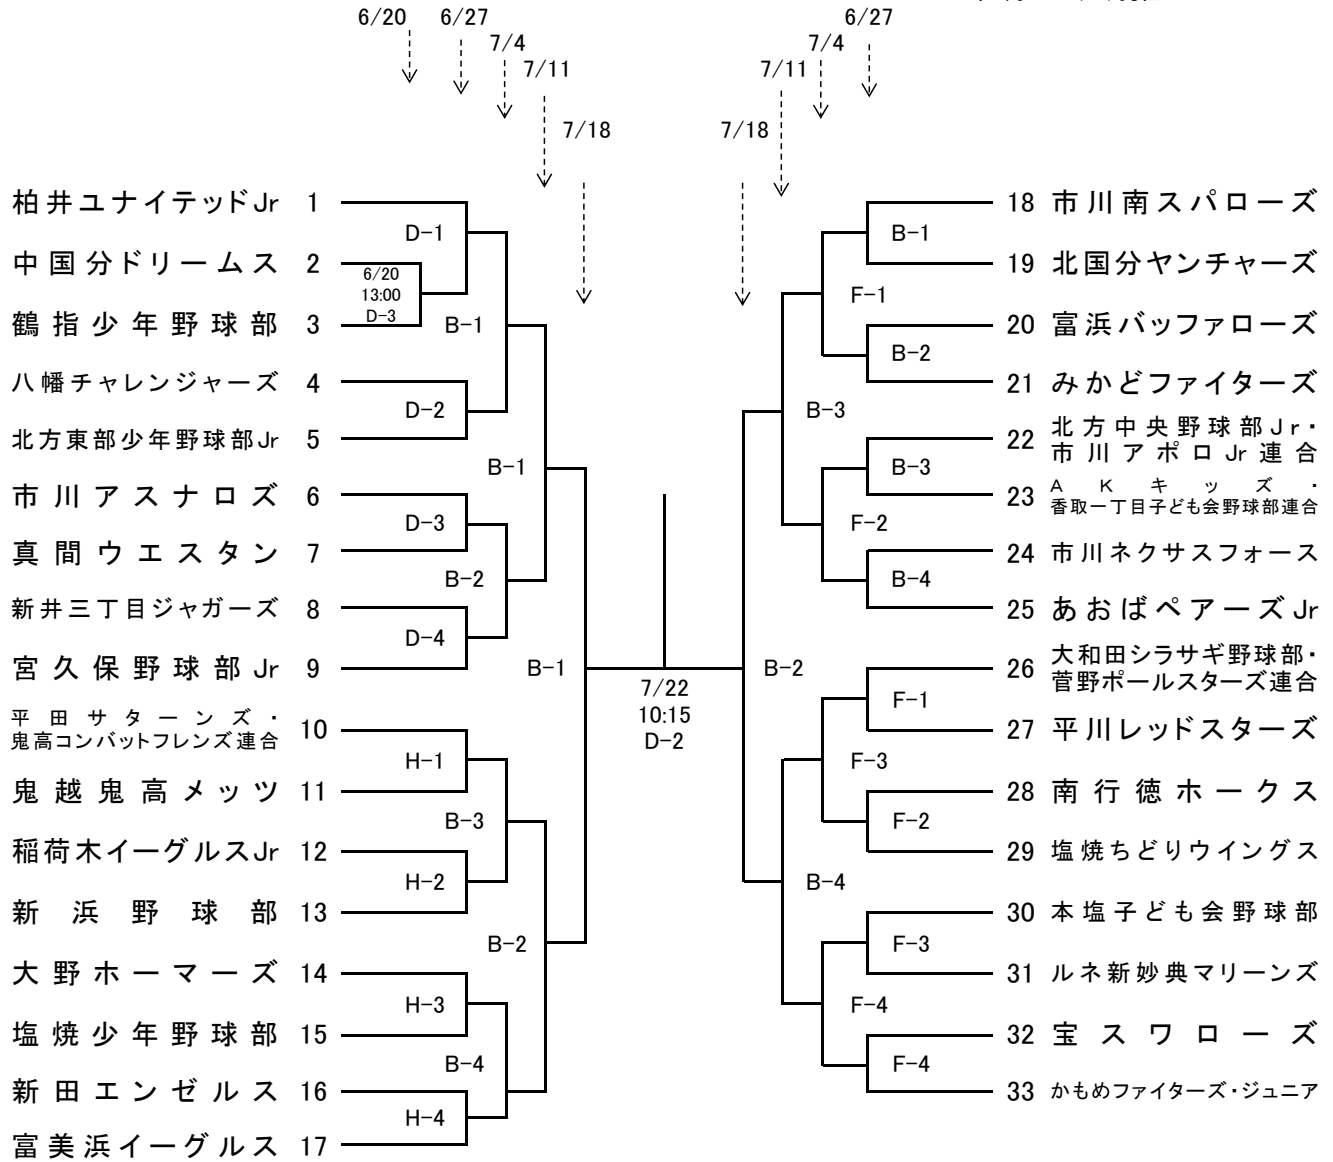 6/20
6/27
7/4
7/11
7/18
6/27
7/4
7/11
7/18
柏井ユナイテッドJr 1
中国分ドリームス 2
鶴指少年野球部 3
八幡チャレンジャーズ 4
北方東部少年野球部Jr 5
市川アスナロズ 6
真間ウエスタン 7
新井三丁目ジャガーズ 8
宮久保野球部Jr 9
平田サターンズ・
鬼高コンバットフレンズ連合 10
鬼越鬼高メッツ 11
稲荷木イーグルスJr 12
新浜野球部 13
大野ホーマーズ 14
塩焼少年野球部 15
新田エンゼルス 16
富美浜イーグルス 17
D-1
6/20
13:00
D-3
B-1
D-2
B-1
D-3
B-2
D-4
B-1
H-1
B-3
H-2
B-2
H-3
B-4
H-4
7/22
10:15
D-2
B-1
F-1
B-2
B-3
B-3
F-2
B-4
B-2
F-1
F-3
F-2
B-4
F-3
F-4
F-4
18 市川南スパローズ
19 北国分ヤンチャーズ
20 富浜バッファローズ
21 みかどファイターズ
22 北方中央野球部Jr・
市川アポロJr連合
23 AKキッズ・
香取一丁目子ども会野球部連合
24 市川ネクサスフォース
25 あおばベアーズJr
26 大和田シラサギ野球部・
菅野ポールスターズ連合
27 平川レッドスターズ
28 南行徳ホークス
29 塩焼ちどりウイングス
30 本塩子ども会野球部
31 ルネ新妙典マリーンズ
32 宝スワローズ
33 かもめファイターズ・ジュニア